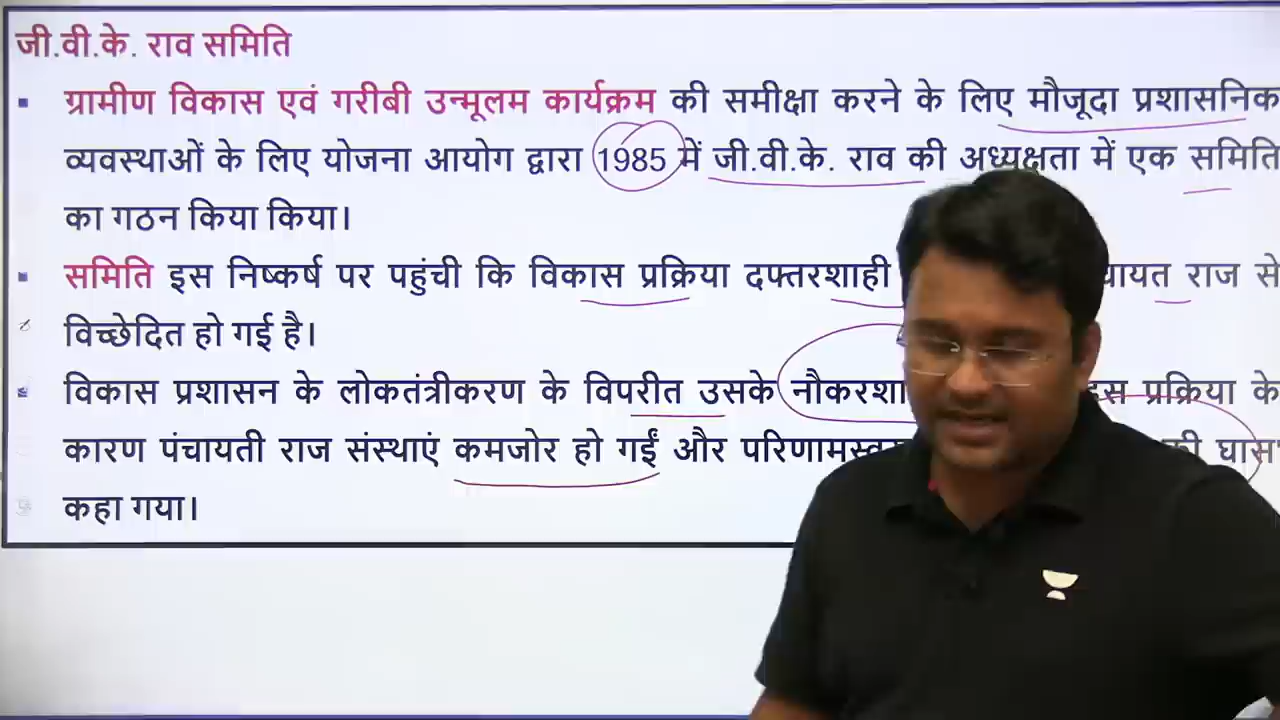 जी.वी.के. राव समिति
ग्रामीण विकास एवं गरीबी उन्मूलम कार्यक्रम की समीक्षा करने के लिए मौजूदा प्रशासनिक
व्यवस्थाओं के लिए योजना आयोग द्वारा 1985 में जी.वी.के. राव की अध्यक्षता में एक समिति
का गठन किया किया।
समिति इस निष्कर्ष पर पहुंची कि विकास प्रक्रिया दफ्तरशाही राज से
विच्छेदित हो गई है।
विकास प्रशासन के लोकतंत्रीकरण के विपरीत उसके इस प्रक्रिया के
कारण पंचायती राज संस्थाएं कमजोर हो गईं और की घास'
कहा गया।